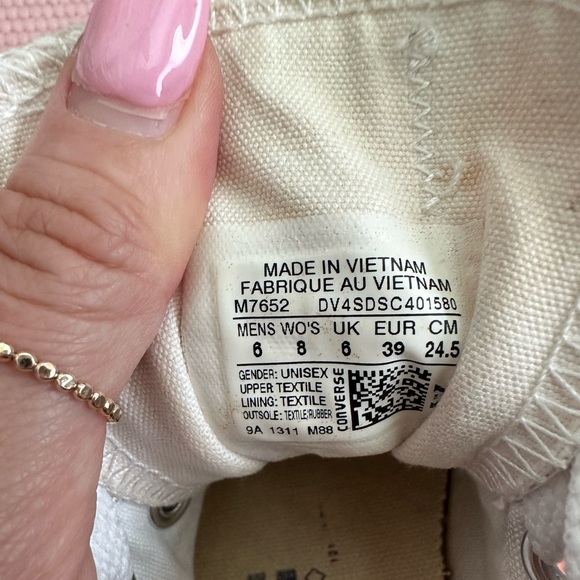 MADE IN VIETNAM
FABRIQUE AU VIETNAM
M7652 DV4SDSC401580
MENS WO'S UK EUR CM
6 8 6 39 24.5
GENDER: UNISEX
UPPER: TEXTILE
LINING: TEXTILE
OUTSOLE: TEXTILE/RUBBER
9A 1311 M88
CONVERSE